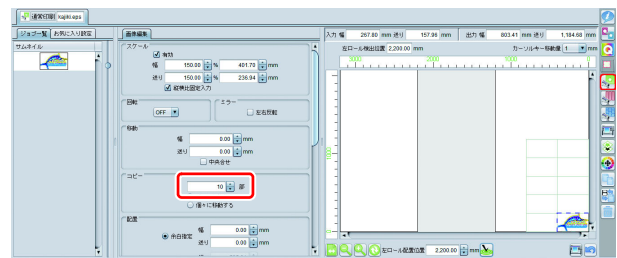 通常印刷 kajiki.eps
ジョブ一覧 お気に入り設定
サムネイル
画像編集
スケール
有効
幅 150.00 % 401.70 mm
送り 150.00 % 236.94 mm
縦横比固定入力
回転
OFF
ミラー
左右反転
移動
幅 0.00 mm
送り 0.00 mm
中央合せ
コピー
10 部
個々に移動する
配置
余白指定
幅 0.00 mm
送り 0.00 mm
入力 幅 267.80 mm 送り 157.96 mm 出力 幅 803.41 mm 送り 1,184.68 mm
左ロール検出位置 2,200.00 mm カーソルキー移動量 1 mm
3000 2000 1000 0
左ロール配置位置 2,200.00 mm